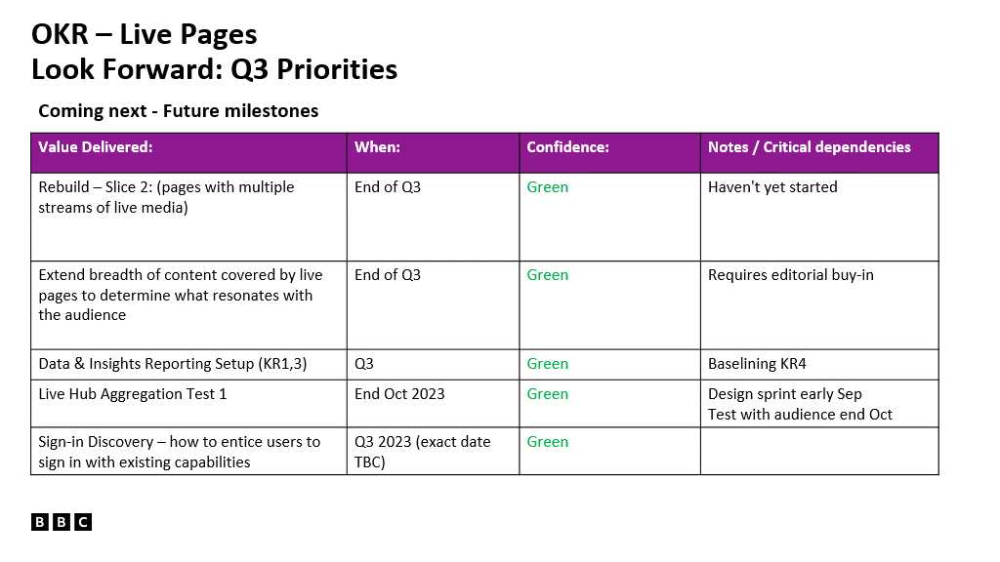 OKR – Live Pages
Look Forward: Q3 Priorities
Coming next - Future milestones
Value Delivered:
When:
Confidence:
Notes / Critical dependencies
Rebuild – Slice 2: (pages with multiple
streams of live media)
End of Q3
Green
Haven't yet started
Extend breadth of content covered by live
pages to determine what resonates with
the audience
End of Q3
Green
Requires editorial buy-in
Data & Insights Reporting Setup (KR1,3)
Q3
Green
Baselining KR4
Live Hub Aggregation Test 1
End Oct 2023
Green
Design sprint early Sep
Test with audience end Oct
Sign-in Discovery – how to entice users to
sign in with existing capabilities
Q3 2023 (exact date
TBC)
Green
BBC